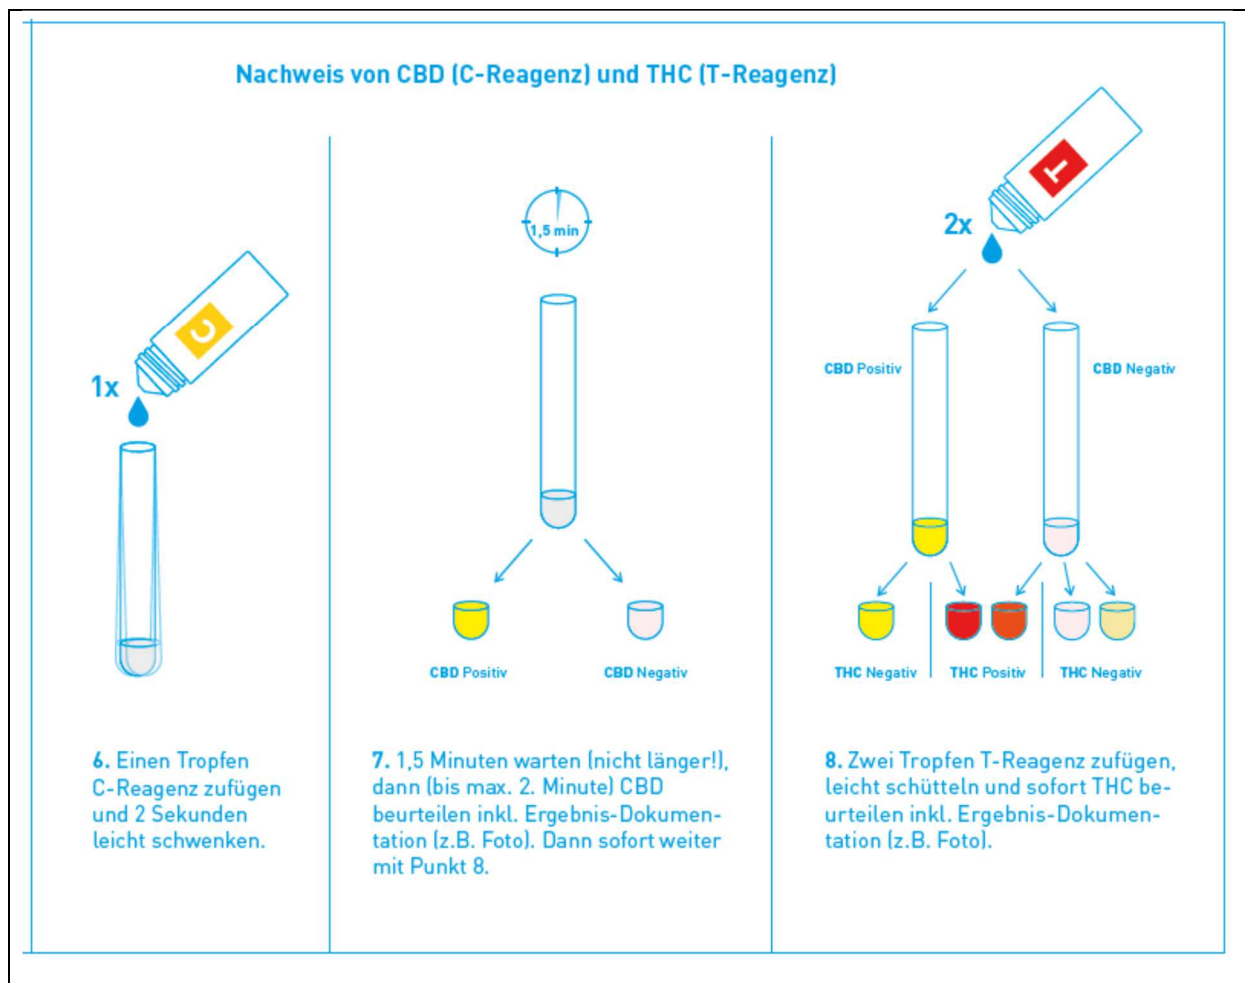 Nachweis von CBD (C-Reagenz) und THC (T-Reagenz)
C
1x
6. Einen Tropfen
C-Reagenz zufügen
und 2 Sekunden
leicht schwenken.
1,5 min
CBD Positiv
CBD Negativ
7. 1,5 Minuten warten (nicht länger!),
dann (bis max. 2. Minute) CBD
beurteilen inkl. Ergebnis-Dokumen-
tation (z.B. Foto). Dann sofort weiter
mit Punkt 8.
T
2x
CBD Positiv
CBD Negativ
THC Negativ
THC Positiv
THC Negativ
8. Zwei Tropfen T-Reagenz zufügen,
leicht schütteln und sofort THC be-
urteilen inkl. Ergebnis-Dokumen-
tation (z.B. Foto).